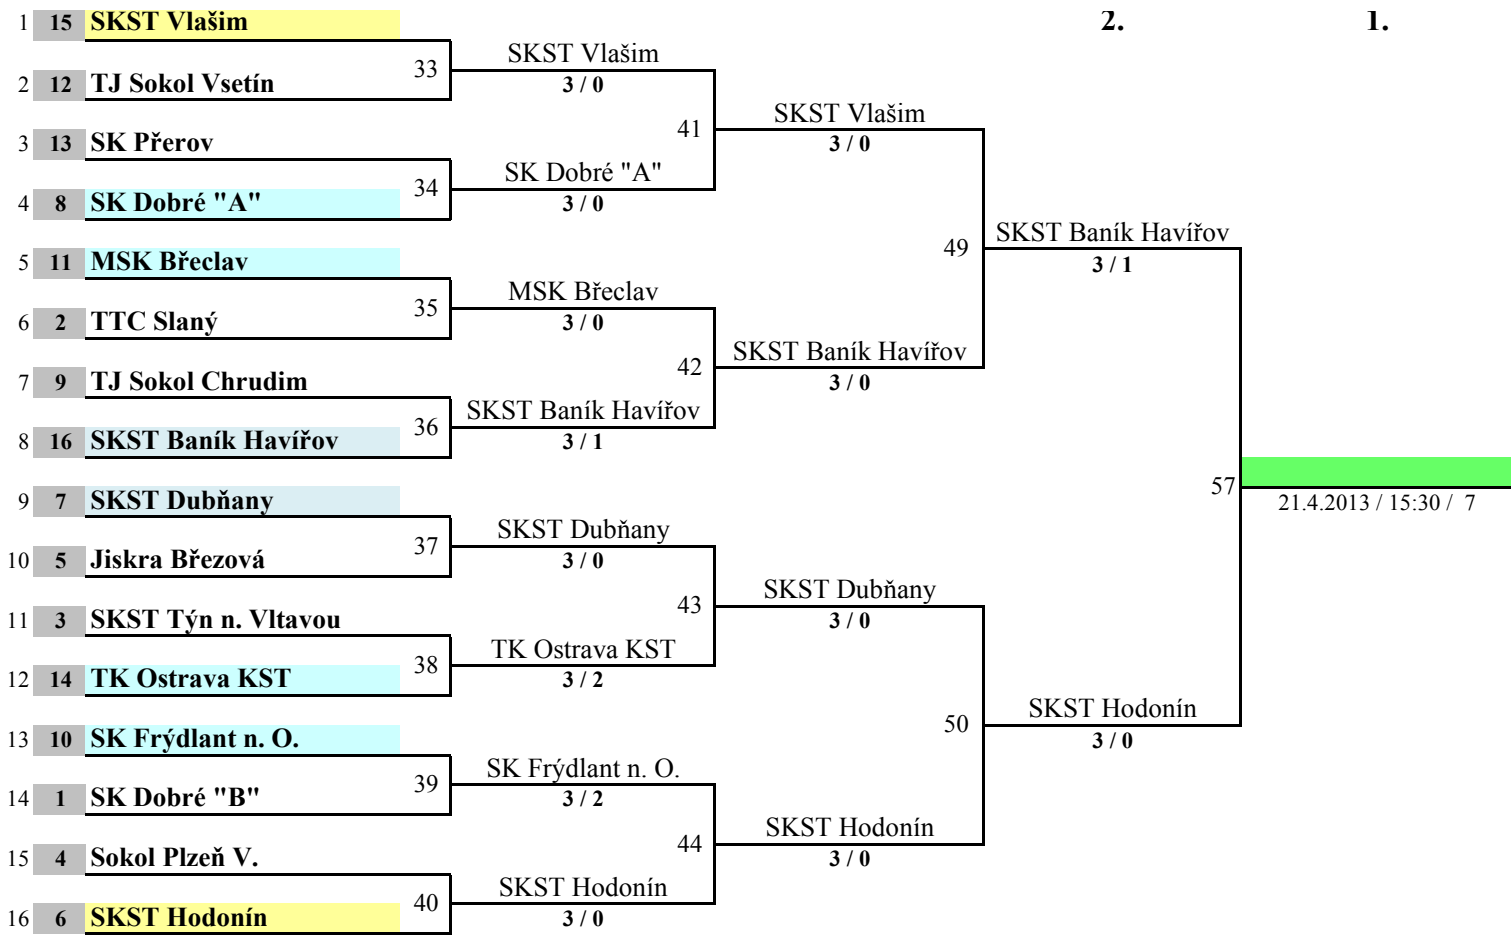 2. 1.
1 15 SKST Vlašim
SKST Vlašim
33
3 / 0
2 12 TJ Sokol Vsetín
SKST Vlašim
41
3 / 0
3 13 SK Přerov
SK Dobré "A"
34
3 / 0
4 8 SK Dobré "A"
SKST Baník Havířov
49
3 / 1
5 11 MSK Břeclav
MSK Břeclav
35
3 / 0
6 2 TTC Slaný
SKST Baník Havířov
42
3 / 0
7 9 TJ Sokol Chrudim
SKST Baník Havířov
36
3 / 1
8 16 SKST Baník Havířov
57
21.4.2013 / 15:30 / 7
9 7 SKST Dubňany
SKST Dubňany
37
3 / 0
10 5 Jiskra Březová
SKST Dubňany
43
3 / 0
11 3 SKST Týn n. Vltavou
TK Ostrava KST
38
3 / 2
12 14 TK Ostrava KST
SKST Hodonín
50
3 / 0
13 10 SK Frýdlant n. O.
SK Frýdlant n. O.
39
3 / 2
14 1 SK Dobré "B"
SKST Hodonín
44
3 / 0
15 4 Sokol Plzeň V.
SKST Hodonín
40
3 / 0
16 6 SKST Hodonín